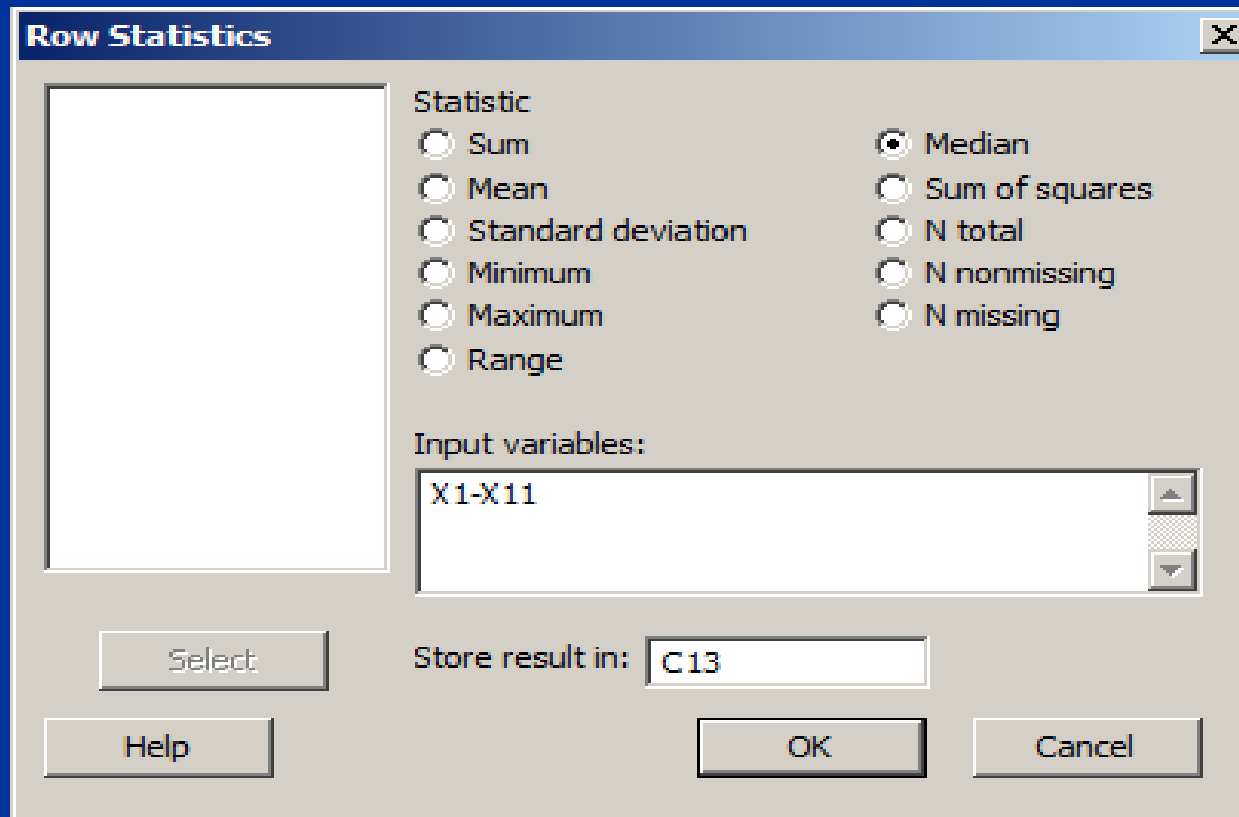 Row Statistics
Statistic
Sum
Median
Mean
Sum of squares
Standard deviation
N total
Minimum
N nonmissing
Maximum
N missing
Range
Input variables:
X1-X11
Select
Store result in: C13
Help
OK
Cancel